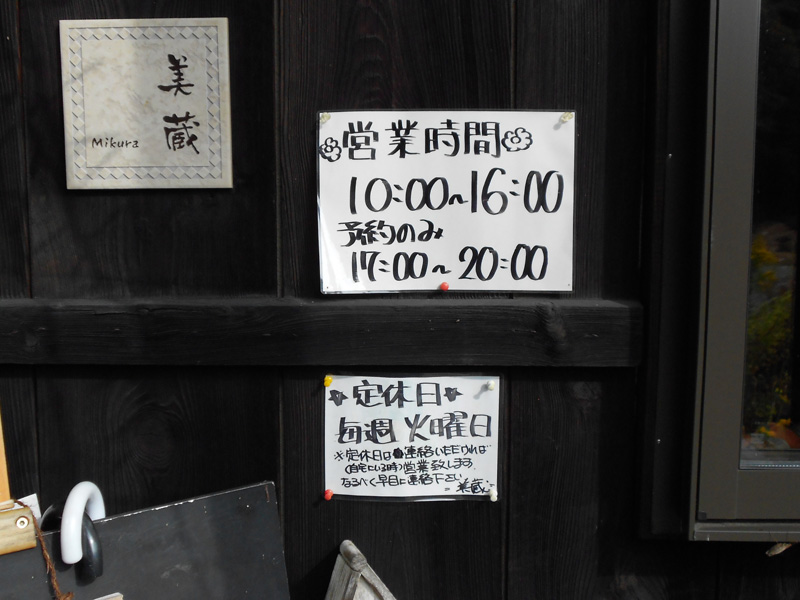 美蔵
Mikura
営業時間
10:00~16:00
予約のみ
17:00~20:00
定休日
毎週 火曜日
※定休日は連絡いただければ
(自宅にいる時)営業致します。
なるべく早目に連絡下さい
-美蔵-